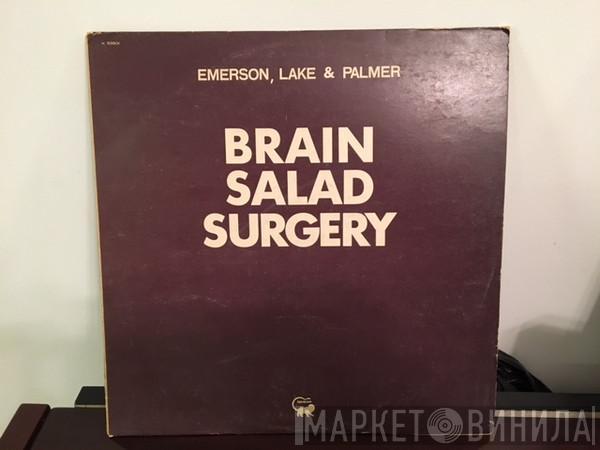 EMERSON, LAKE & PALMER
BRAIN
SALAD
SURGERY
МАРКЕТ ВИНИЛА